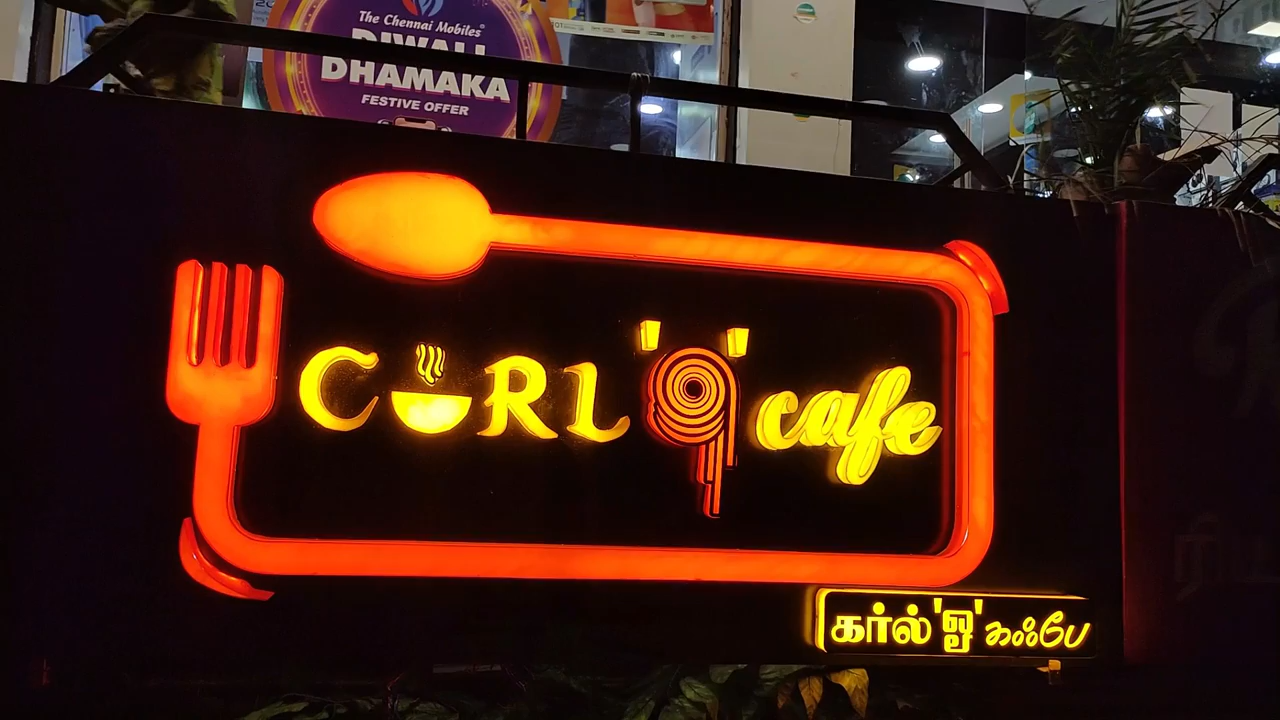 The Chennai Mobiles
DIWALI
DHAMAKA
FESTIVE OFFER
CURL 'q' cafe
கர்ல் 'ஓ' கஃபே